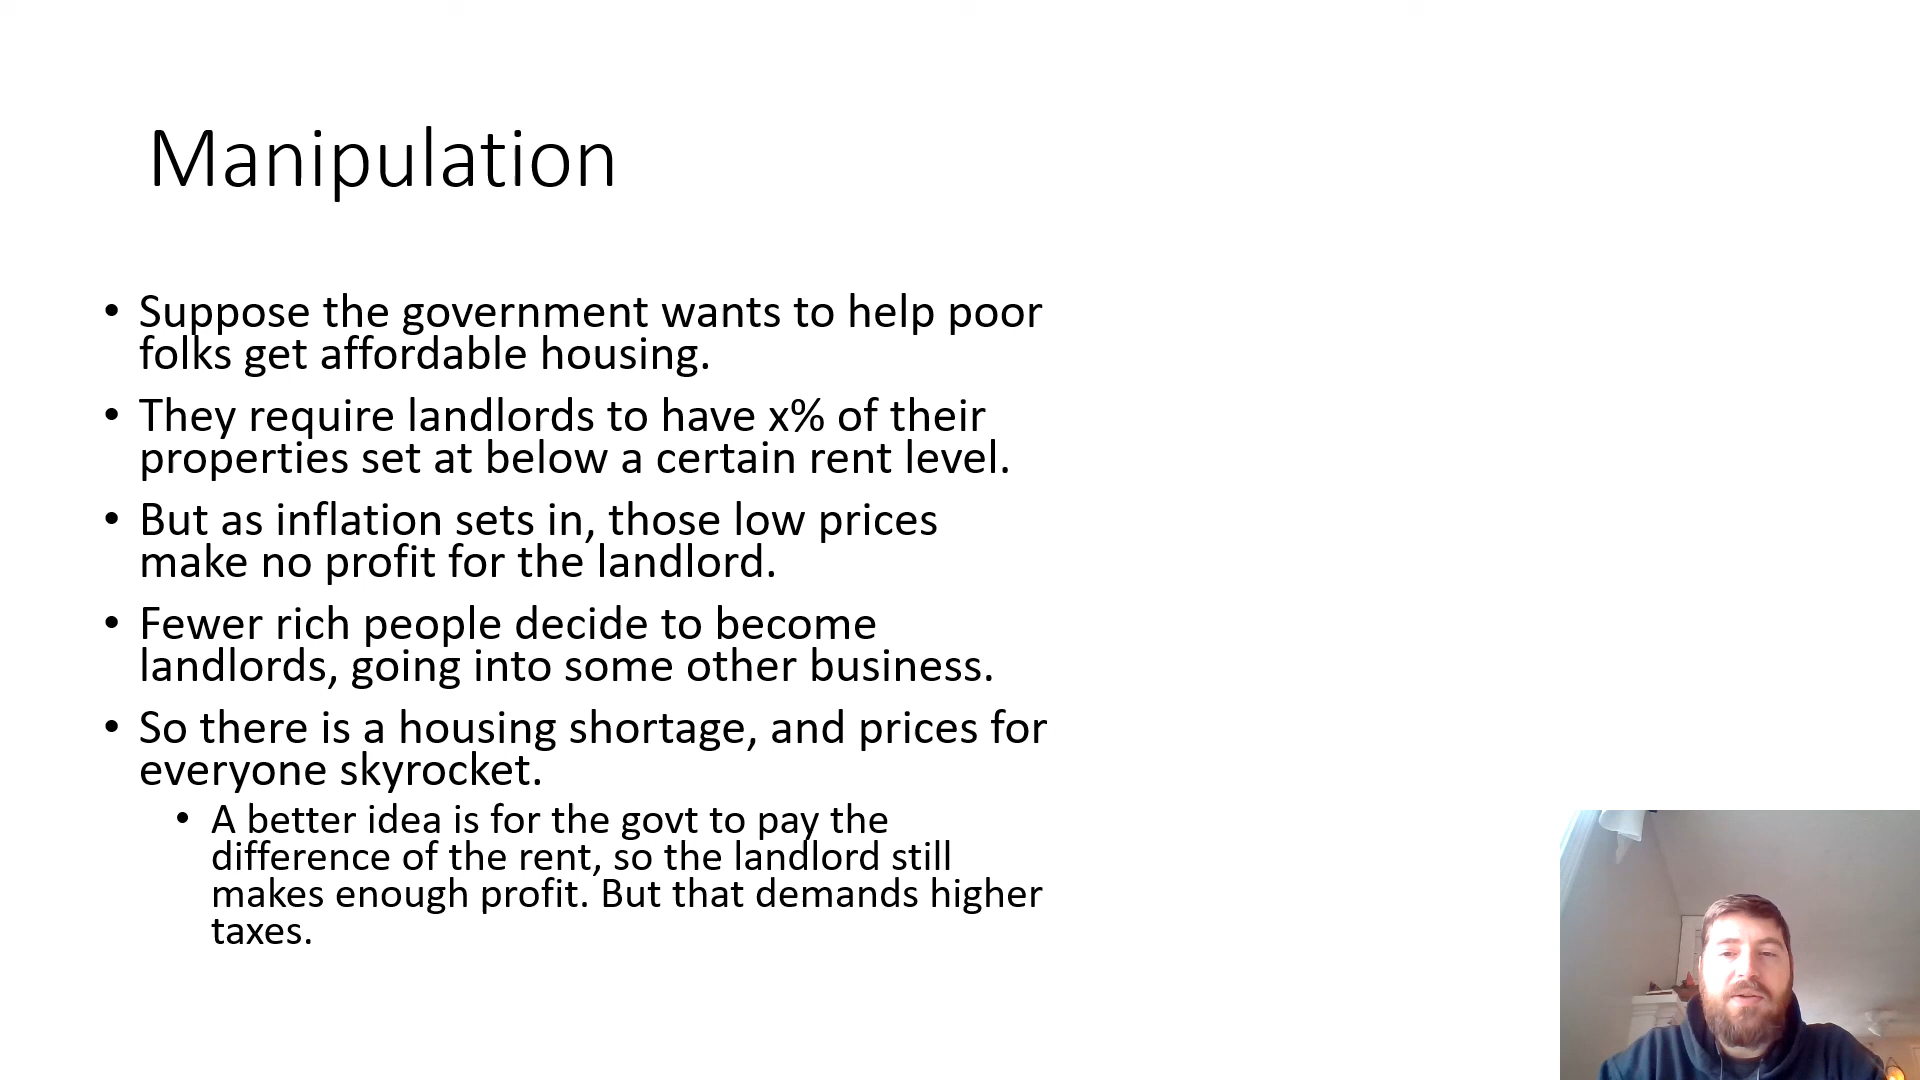 Manipulation
• Suppose the government wants to help poor
folks get affordable housing.
• They require landlords to have x% of their
properties set at below a certain rent level.
• But as inflation sets in, those low prices
make no profit for the landlord.
• Fewer rich people decide to become
landlords, going into some other business.
• So there is a housing shortage, and prices for
everyone skyrocket.
• A better idea is for the govt to pay the
difference of the rent, so the landlord still
makes enough profit. But that demands higher
taxes.